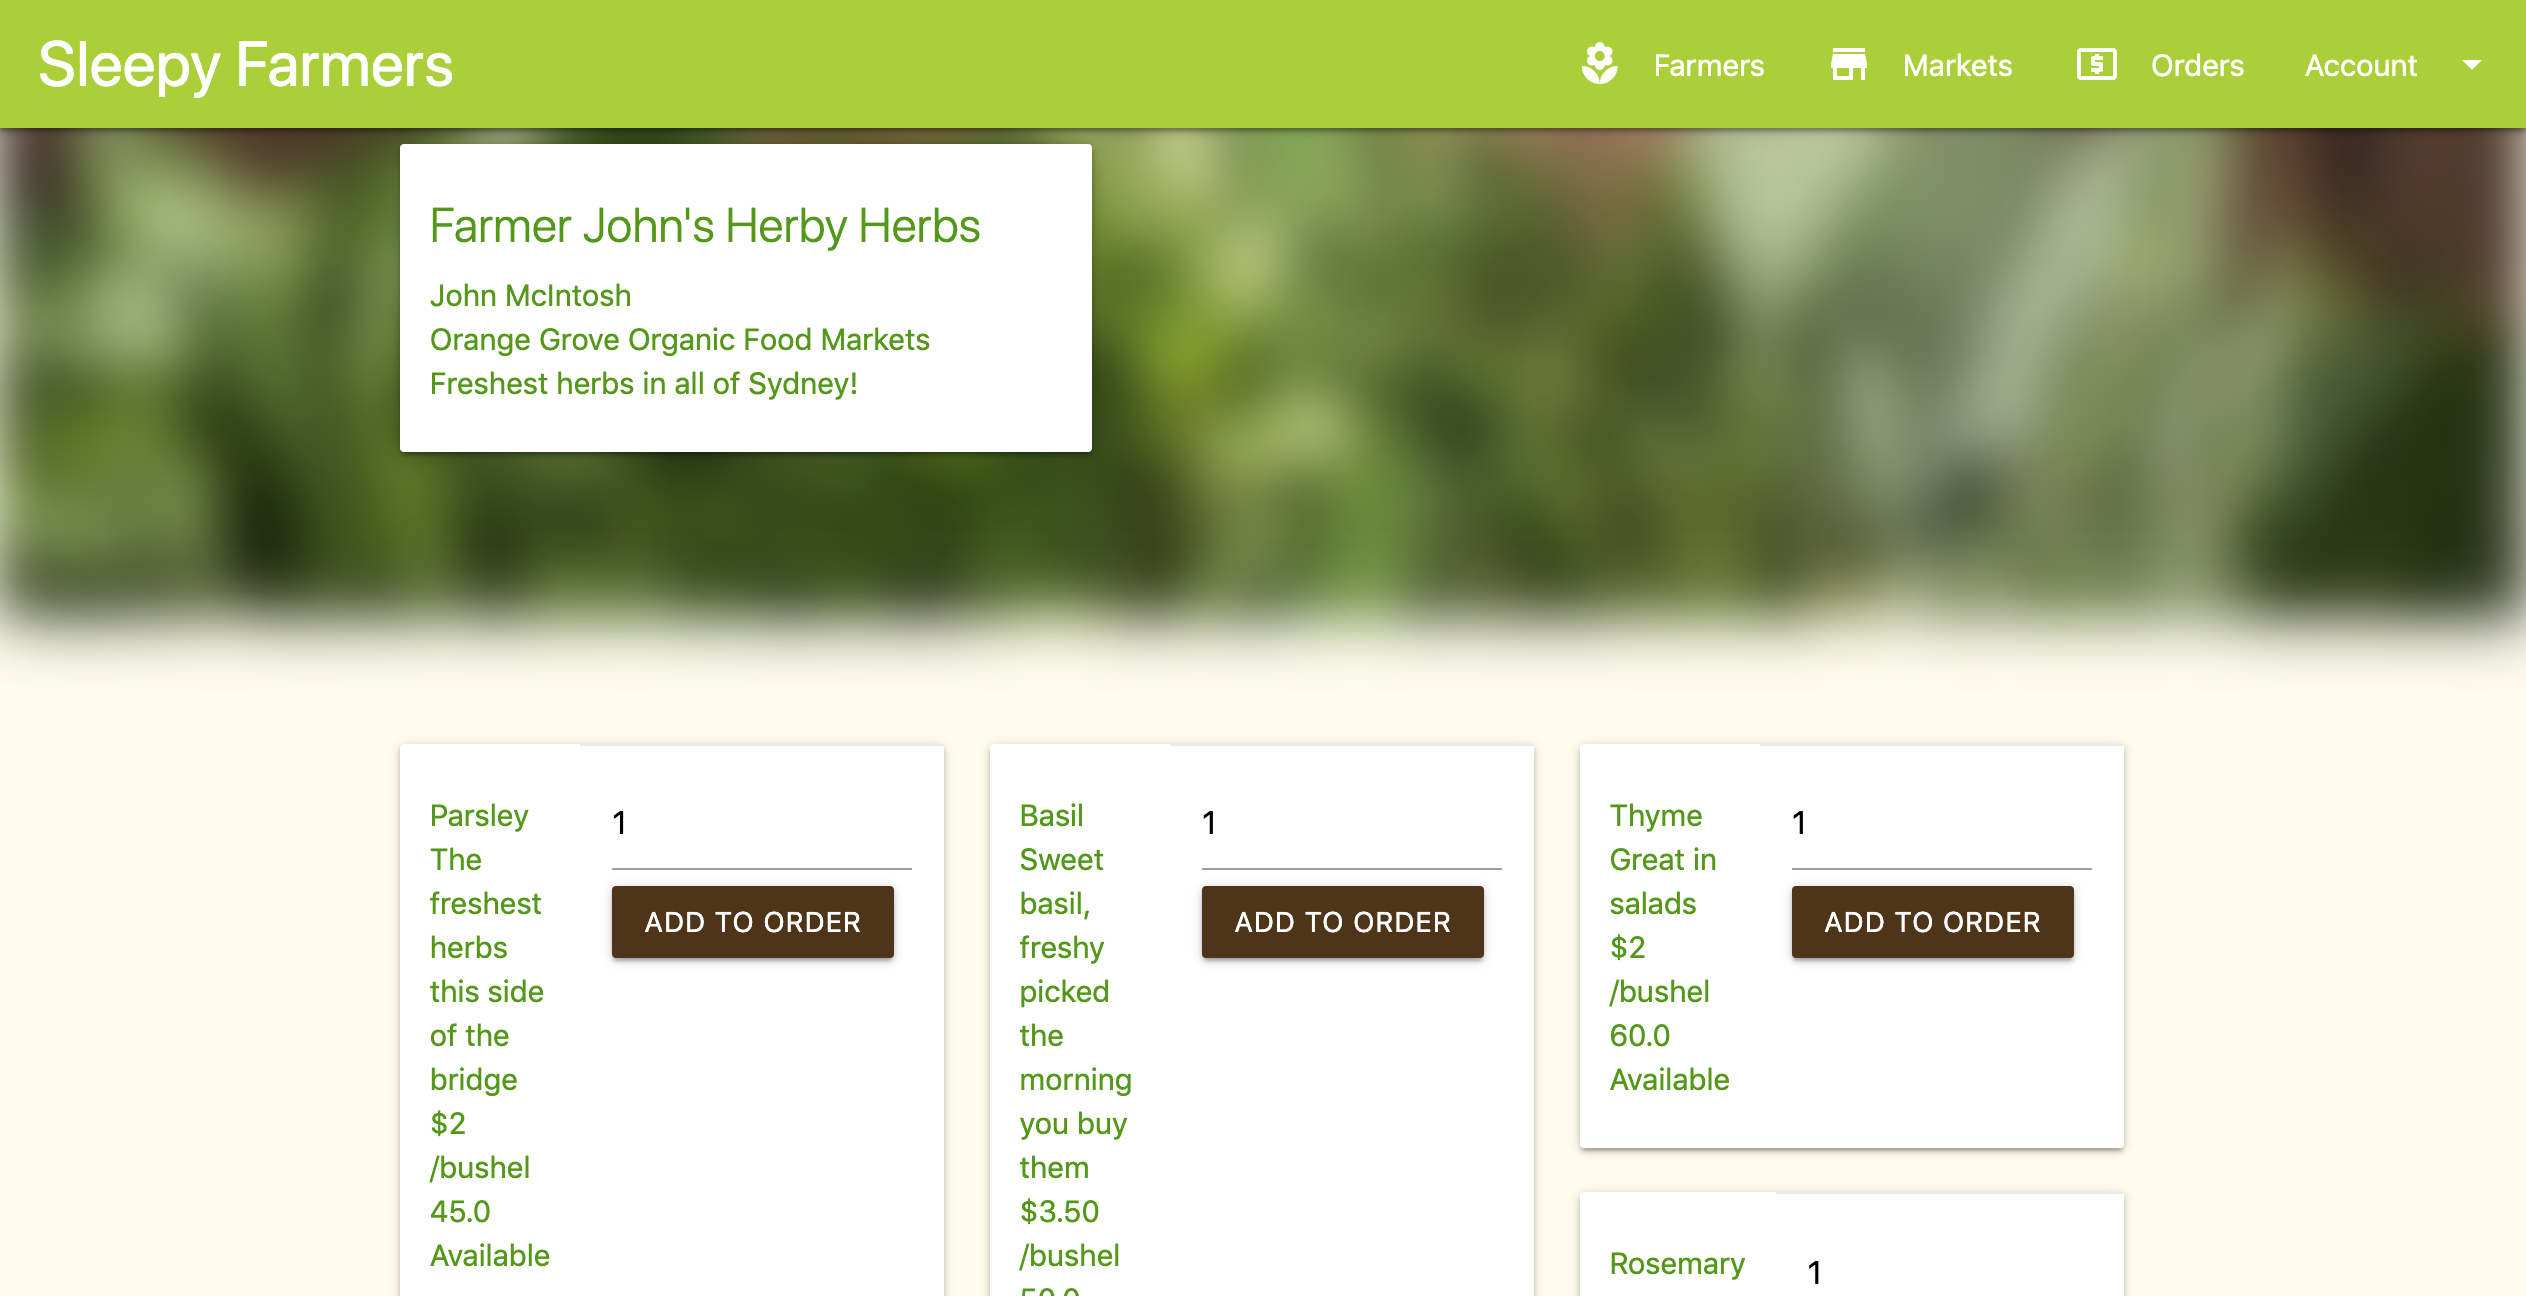 Sleepy Farmers
Farmers
Markets
Orders
Account
Farmer John's Herby Herbs
John McIntosh
Orange Grove Organic Food Markets
Freshest herbs in all of Sydney!
Parsley
The
freshest
herbs
this side
of the
bridge
$2
/bushel
45.0
Available
1
ADD TO ORDER
Basil
Sweet
basil,
freshy
picked
the
morning
you buy
them
$3.50
/bushel
1
ADD TO ORDER
Thyme
Great in
salads
$2
/bushel
60.0
Available
1
ADD TO ORDER
Rosemary
1